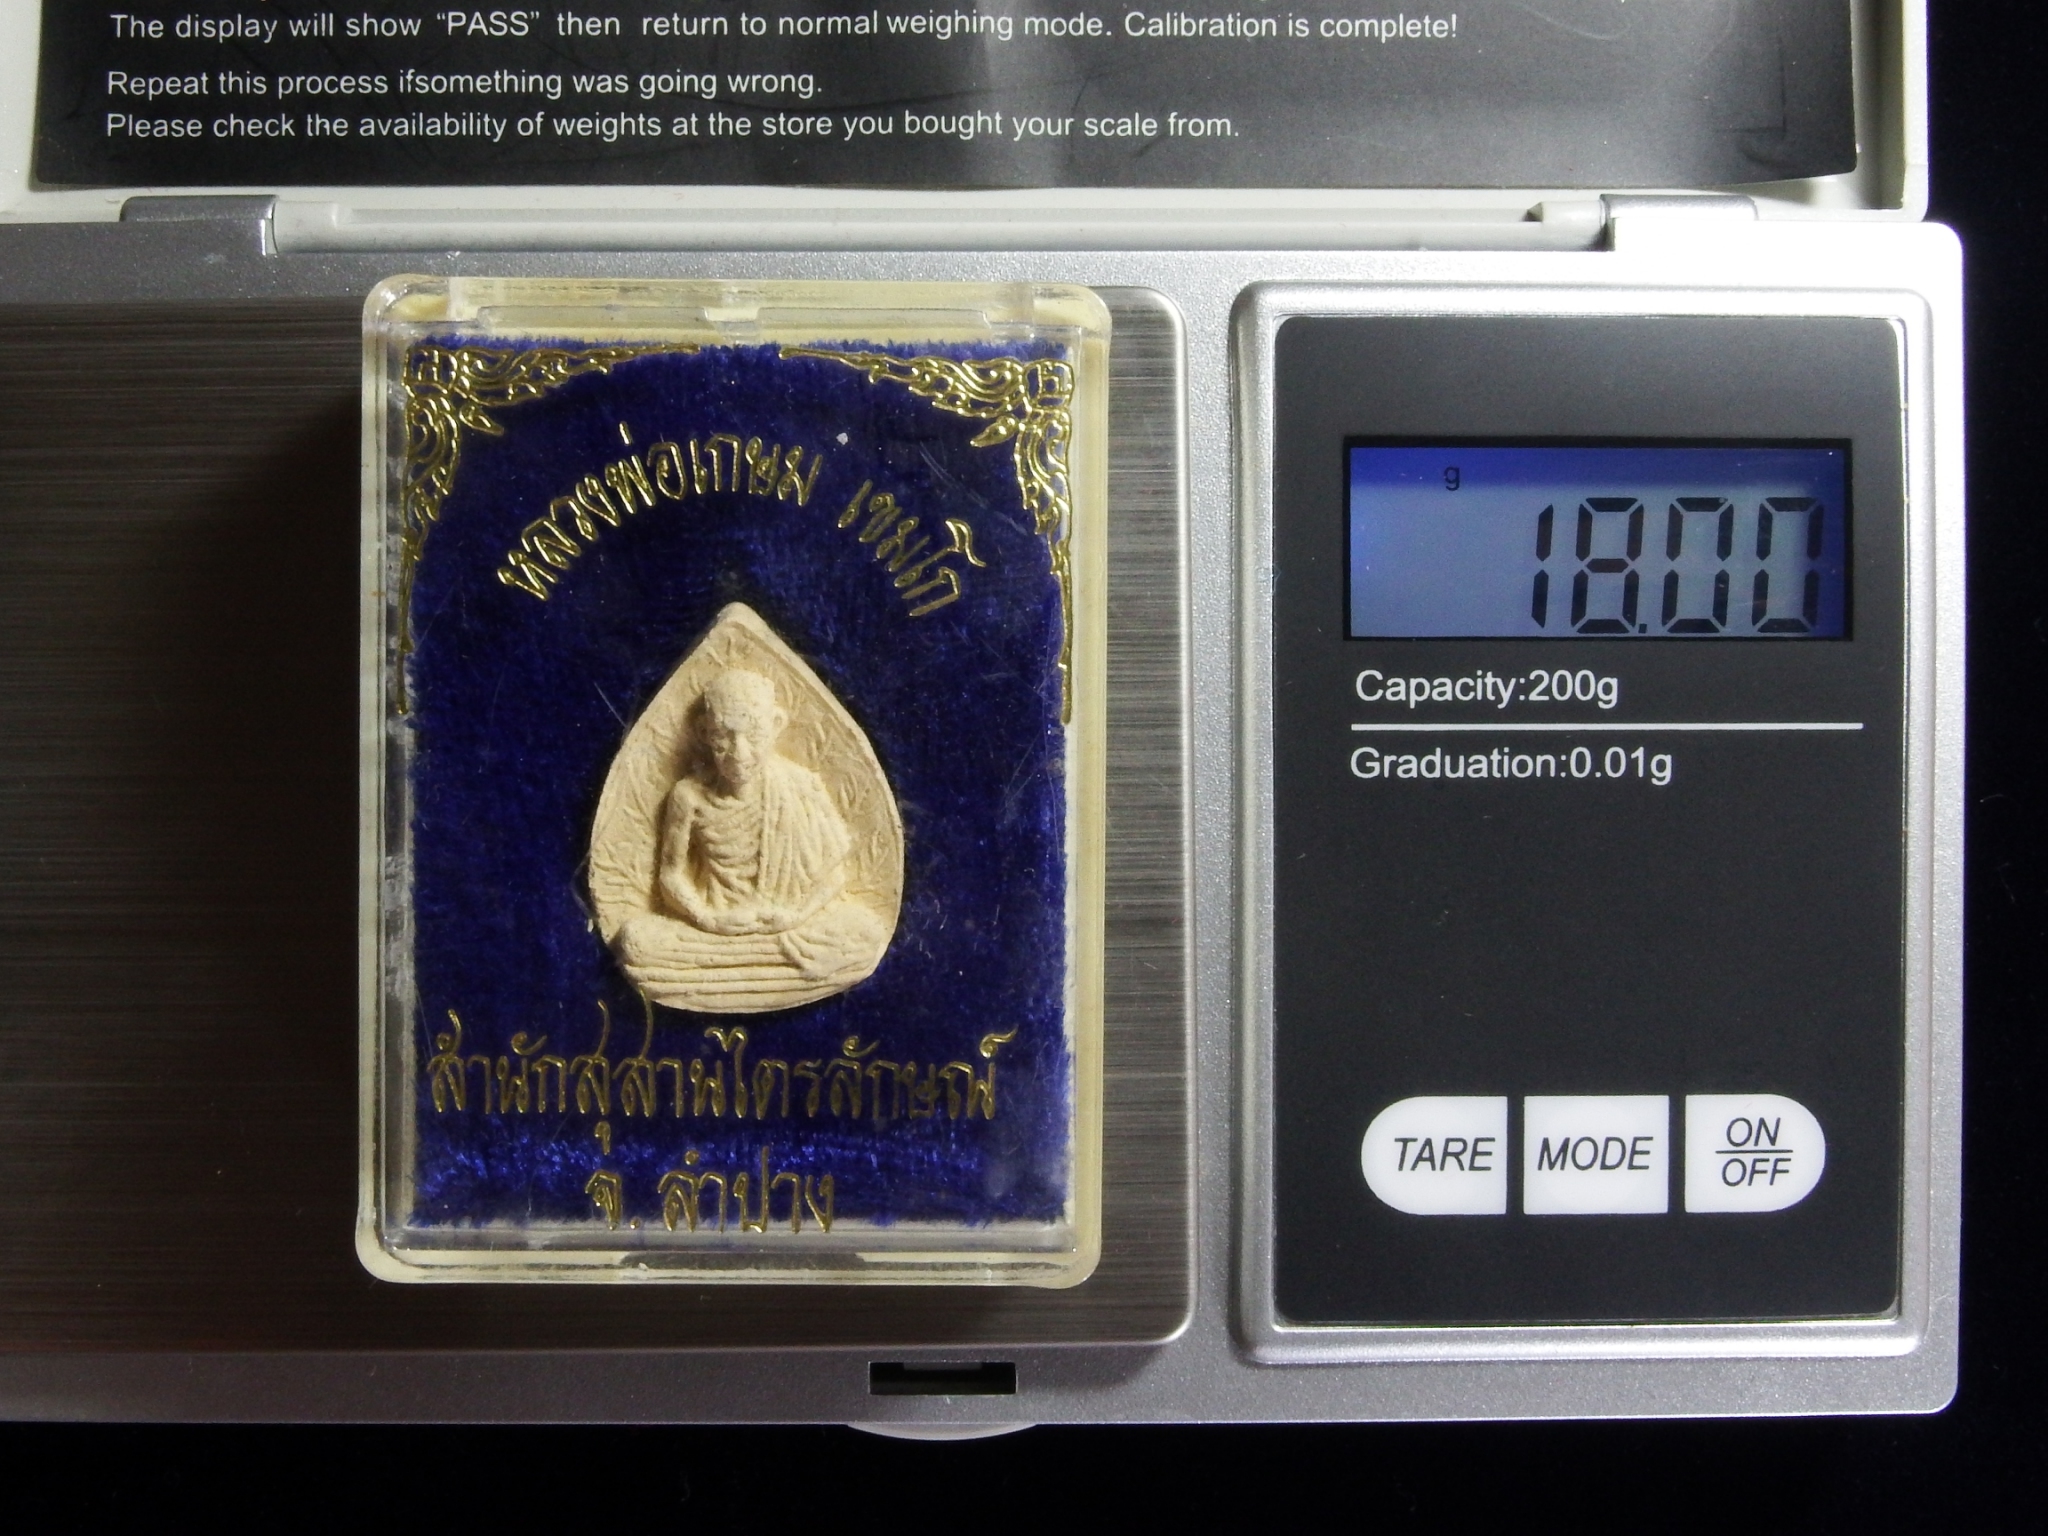 The display will show “PASS” then return to normal weighing mode. Calibration is complete!
Repeat this process ifsomething was going wrong.
Please check the availability of weights at the store you bought your scale from.
หลวงพ่อเกษม เขมโก
สำนักสุสานไตรลักษณ์
จ. ลำปาง
g
18.00
Capacity:200g
Graduation:0.01g
TARE
MODE
ON
OFF